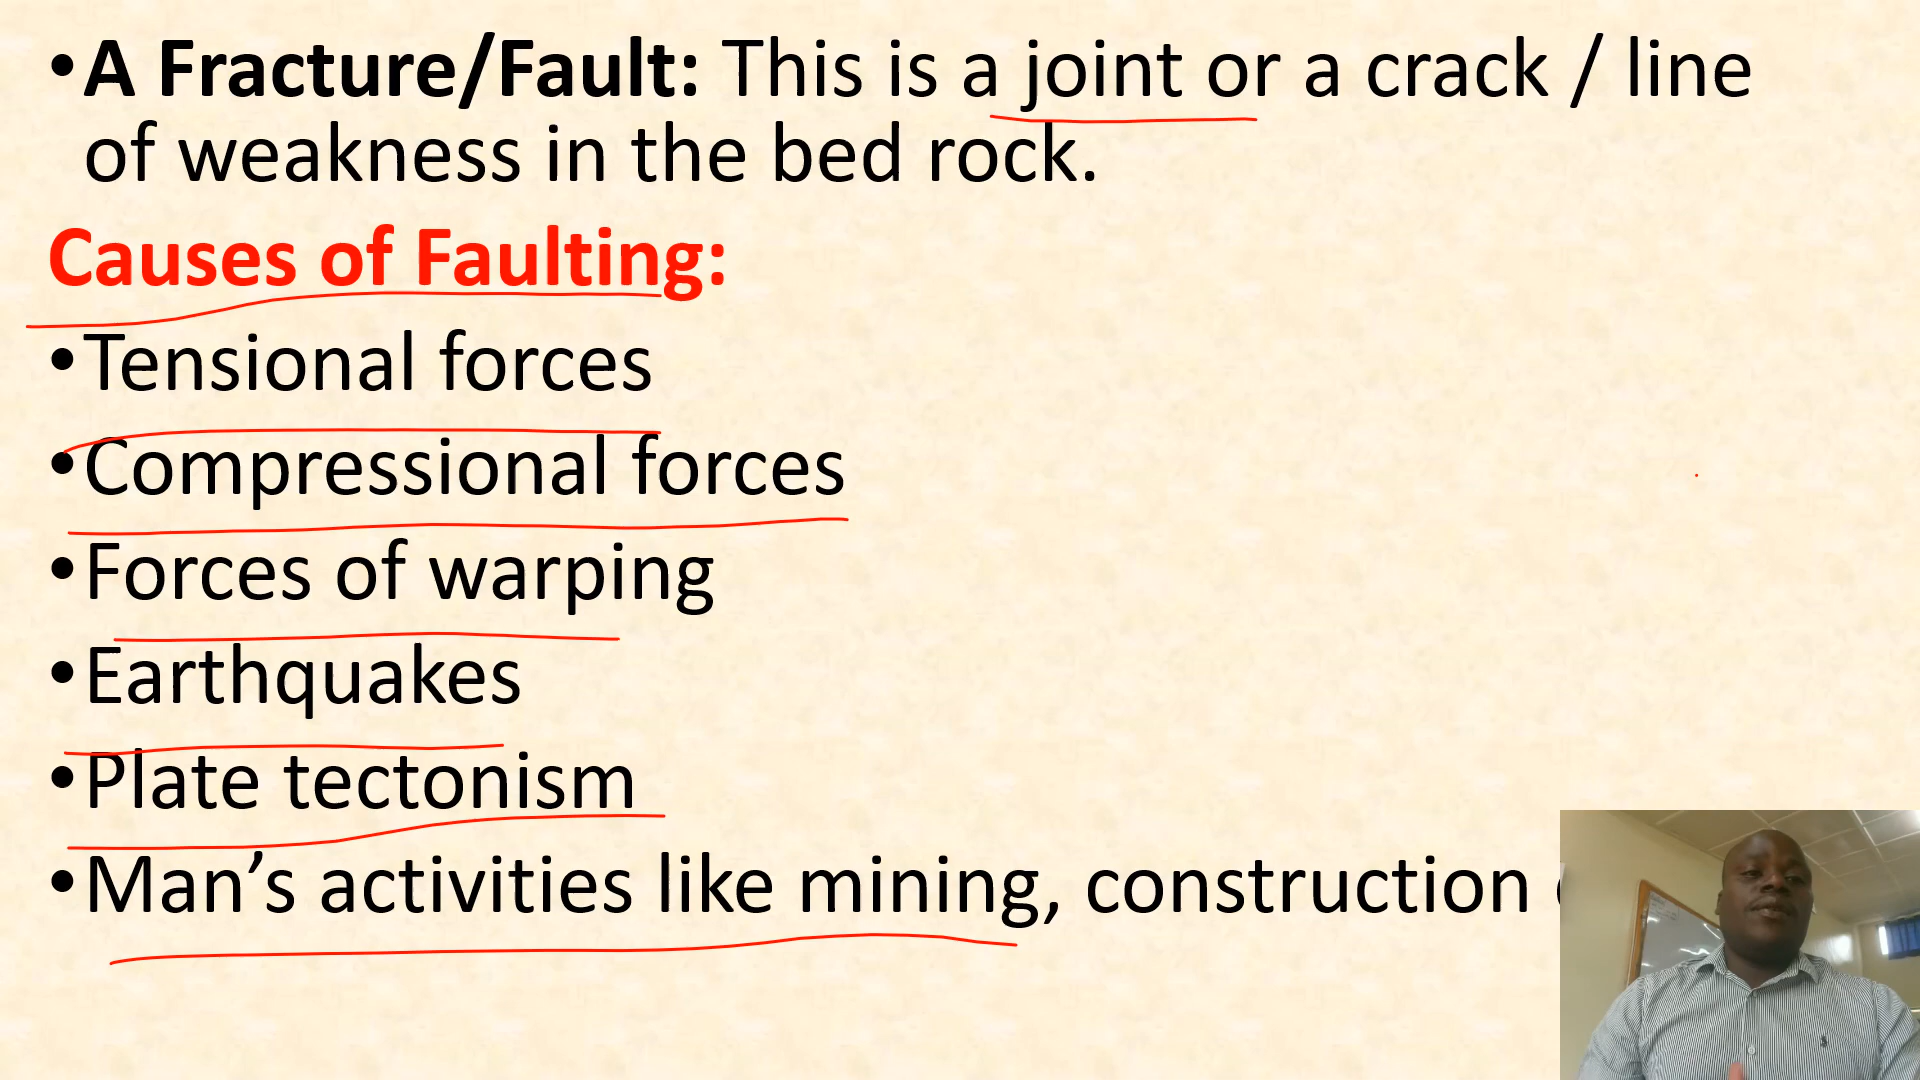 •A Fracture/Fault: This is a joint or a crack / line
of weakness in the bed rock.
Causes of Faulting:
•Tensional forces
•Compressional forces
•Forces of warping
•Earthquakes
•Plate tectonism
•Man’s activities like mining, construction